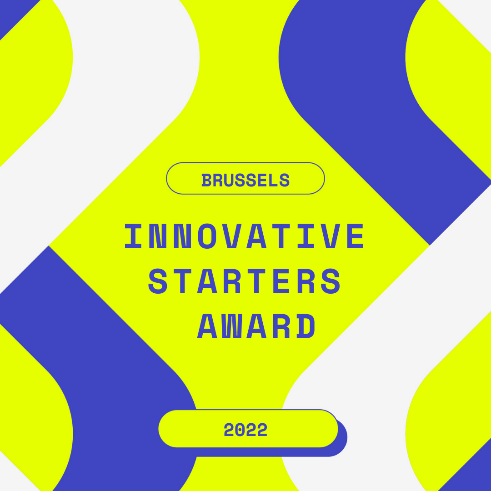 BRUSSELS
INNOVATIVE
STARTERS
AWARD
2022